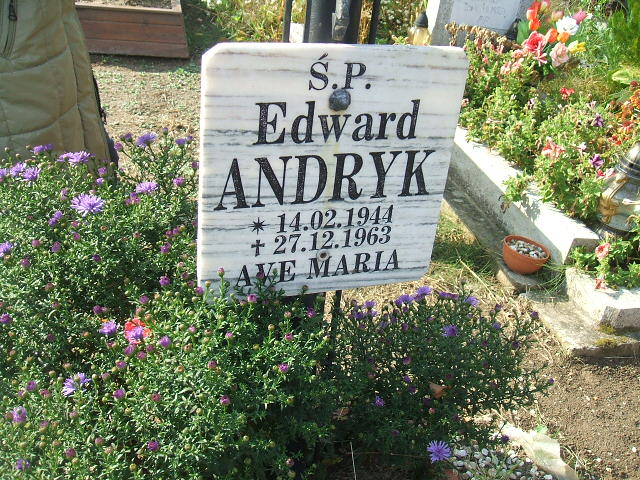 Ś.P.
Edward
ANDRYK
✶ 14.02.1944
✝ 27.12.1963
AVE MARIA